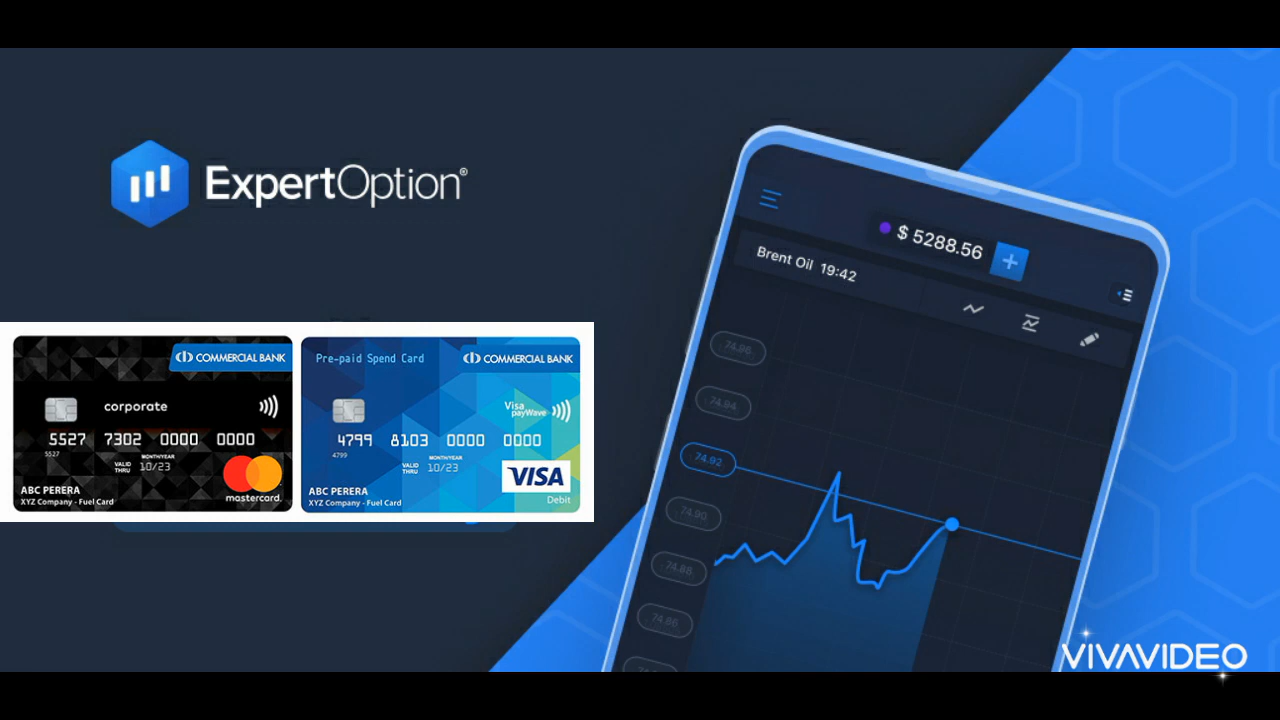 ExpertOption®
$ 5288.56
+
Brent Oil 19:42
74.96
74.94
74.92
74.90
74.88
74.86
COMMERCIAL BANK
corporate
5527 7302 0000 0000
5527
MONTH/YEAR
VALID THRU 10/23
ABC PERERA
XYZ Company - Fuel Card
mastercard.
Pre-paid Spend Card
COMMERCIAL BANK
Visa payWave
4799 8103 0000 0000
4799
MONTH/YEAR
VALID THRU 10/23
ABC PERERA
XYZ Company - Fuel Card
VISA
Debit
VIVAVIDEO